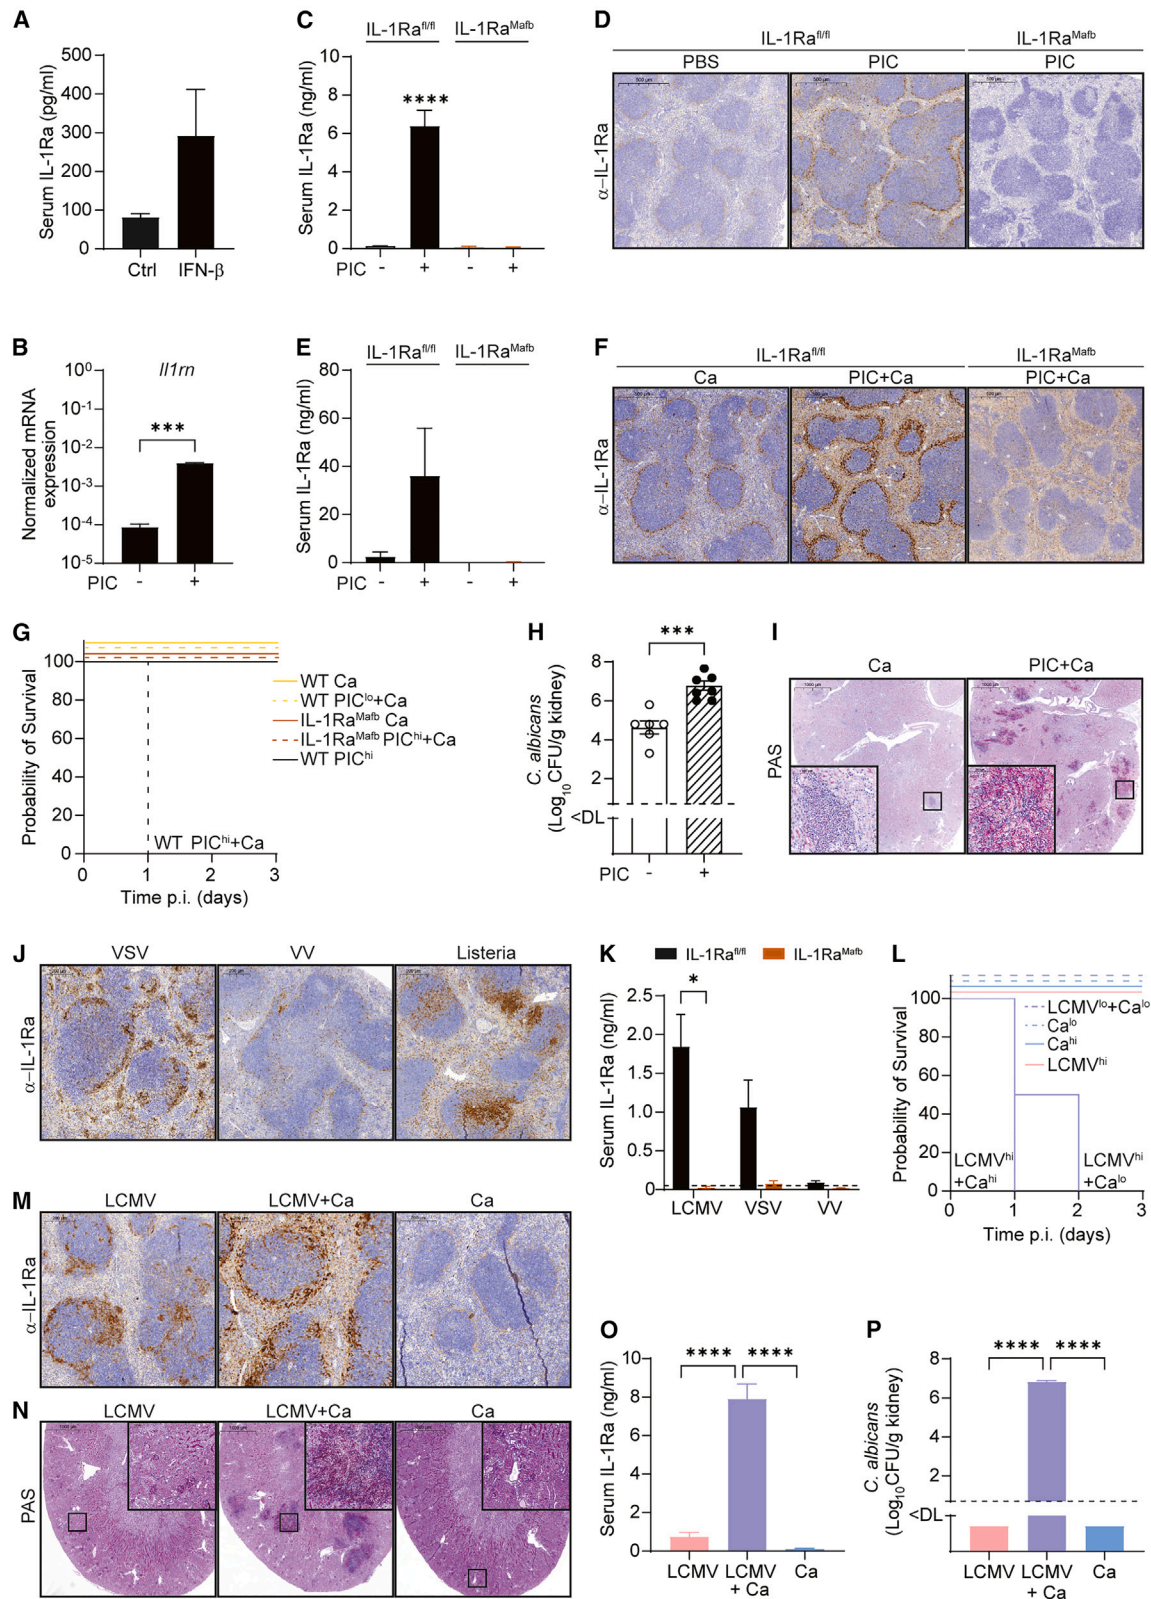 A
Serum IL-1Ra (pg/ml)
500
400
300
200
100
0
Ctrl IFN-β
C
IL-1Ra^fl/fl IL-1Ra^Mafb
Serum IL-1Ra (ng/ml)
10
8
6
4
2
0
****
PIC - + - +
D
IL-1Ra^fl/fl IL-1Ra^Mafb
PBS PIC PIC
α-IL-1Ra
500 µm
B
Il1rn
Normalized mRNA
expression
10^0
10^-1
10^-2
10^-3
10^-4
10^-5
***
PIC - +
E
IL-1Ra^fl/fl IL-1Ra^Mafb
Serum IL-1Ra (ng/ml)
80
60
40
20
0
PIC - + - +
F
IL-1Ra^fl/fl IL-1Ra^Mafb
Ca PIC+Ca PIC+Ca
α-IL-1Ra
G
Probability of Survival
100
80
60
40
20
0
0 1 2 3
Time p.i. (days)
WT PIC^hi+Ca
WT Ca
WT PIC^lo+Ca
IL-1Ra^Mafb Ca
IL-1Ra^Mafb PIC^hi+Ca
WT PIC^hi
H
C. albicans
(Log10 CFU/g kidney)
***
8
6
4
2
<DL
PIC - +
I
Ca PIC+Ca
PAS
J
VSV VV Listeria
α-IL-1Ra
K
IL-1Ra^fl/fl IL-1Ra^Mafb
Serum IL-1Ra (ng/ml)
*
2.5
2.0
1.5
1.0
0.5
0
LCMV VSV VV
L
Probability of Survival
100
80
60
40
20
0
LCMV^lo+Ca^lo
Ca^lo
Ca^hi
LCMV^hi
LCMV^hi
+Ca^hi
LCMV^hi
+Ca^lo
0 1 2 3
Time p.i. (days)
M
LCMV LCMV+Ca Ca
α-IL-1Ra
N
LCMV LCMV+Ca Ca
PAS
O
Serum IL-1Ra (ng/ml)
**** ****
10
8
6
4
2
0
LCMV LCMV Ca
+ Ca
P
C. albicans
(Log10 CFU/g kidney)
**** ****
8
6
4
2
<DL
LCMV LCMV Ca
+ Ca